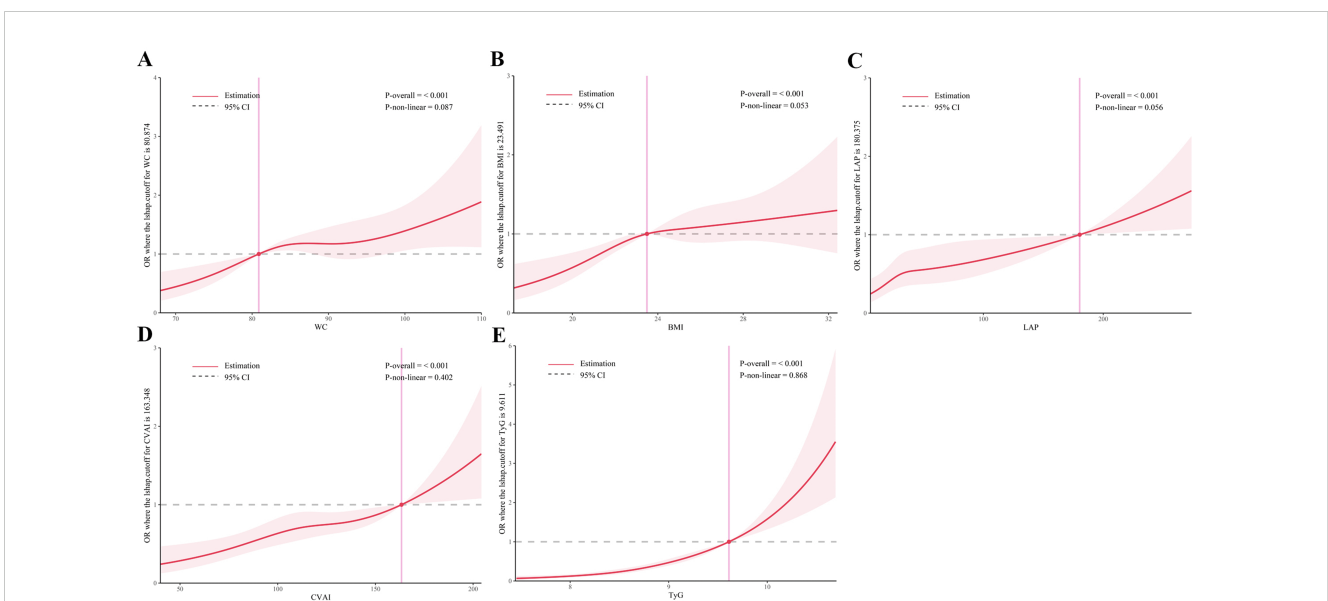 A
4
3
2
1
OR where the lshap.cutoff for WC is 80.874
Estimation
95% CI
P-overall = < 0.001
P-non-linear = 0.087
70
80
90
100
110
WC
B
3
2
1
0
OR where the lshap.cutoff for BMI is 23.491
Estimation
95% CI
P-overall = < 0.001
P-non-linear = 0.053
20
24
28
32
BMI
C
3
2
1
0
OR where the lshap.cutoff for LAP is 180.375
Estimation
95% CI
P-overall = < 0.001
P-non-linear = 0.056
100
200
LAP
D
3
2
1
0
OR where the lshap.cutoff for CVAI is 163.348
Estimation
95% CI
P-overall = < 0.001
P-non-linear = 0.402
50
100
150
200
CVAI
E
6
5
4
3
2
1
0
OR where the lshap.cutoff for TyG is 9.611
Estimation
95% CI
P-overall = < 0.001
P-non-linear = 0.868
8
9
10
TyG